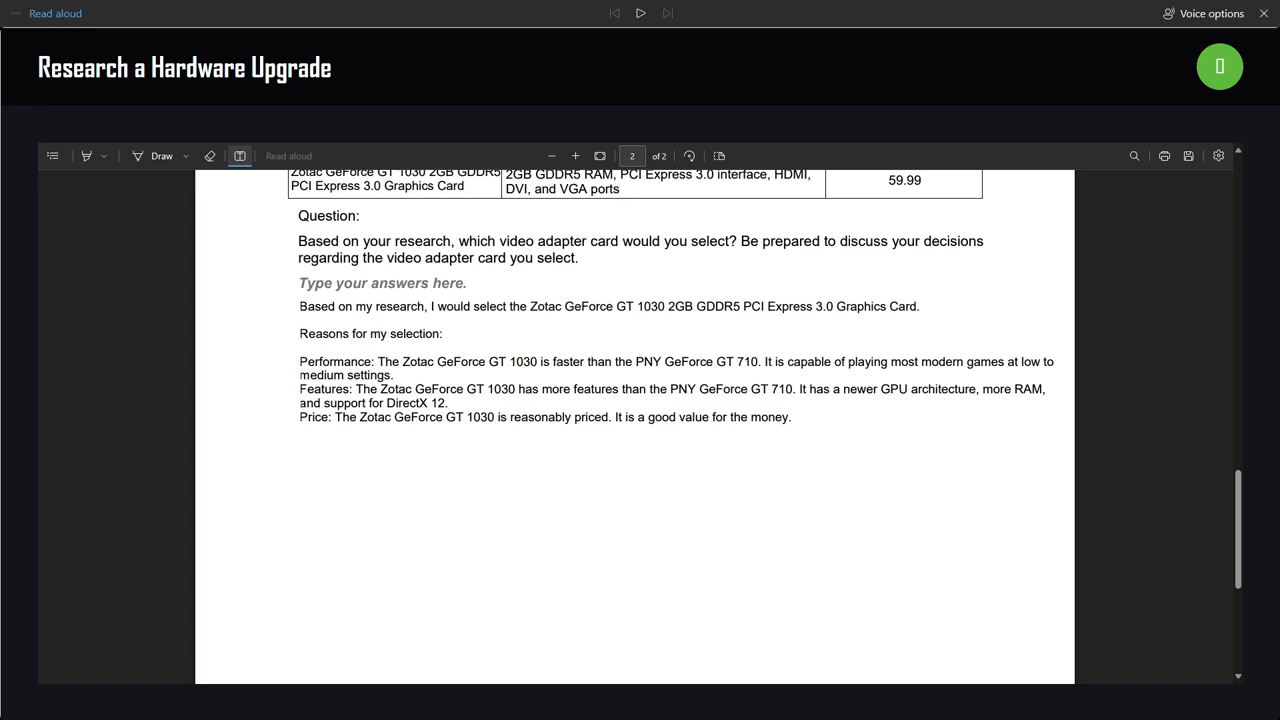 Read aloud
Voice options
Research a Hardware Upgrade
Draw
Read aloud
2 of 2
Zotac GeForce GT 1030 2GB GDDR5
PCI Express 3.0 Graphics Card
2GB GDDR5 RAM, PCI Express 3.0 interface, HDMI,
DVI, and VGA ports
59.99
Question:
Based on your research, which video adapter card would you select? Be prepared to discuss your decisions
regarding the video adapter card you select.
Type your answers here.
Based on my research, I would select the Zotac GeForce GT 1030 2GB GDDR5 PCI Express 3.0 Graphics Card.
Reasons for my selection:
Performance: The Zotac GeForce GT 1030 is faster than the PNY GeForce GT 710. It is capable of playing most modern games at low to
medium settings.
Features: The Zotac GeForce GT 1030 has more features than the PNY GeForce GT 710. It has a newer GPU architecture, more RAM,
and support for DirectX 12.
Price: The Zotac GeForce GT 1030 is reasonably priced. It is a good value for the money.